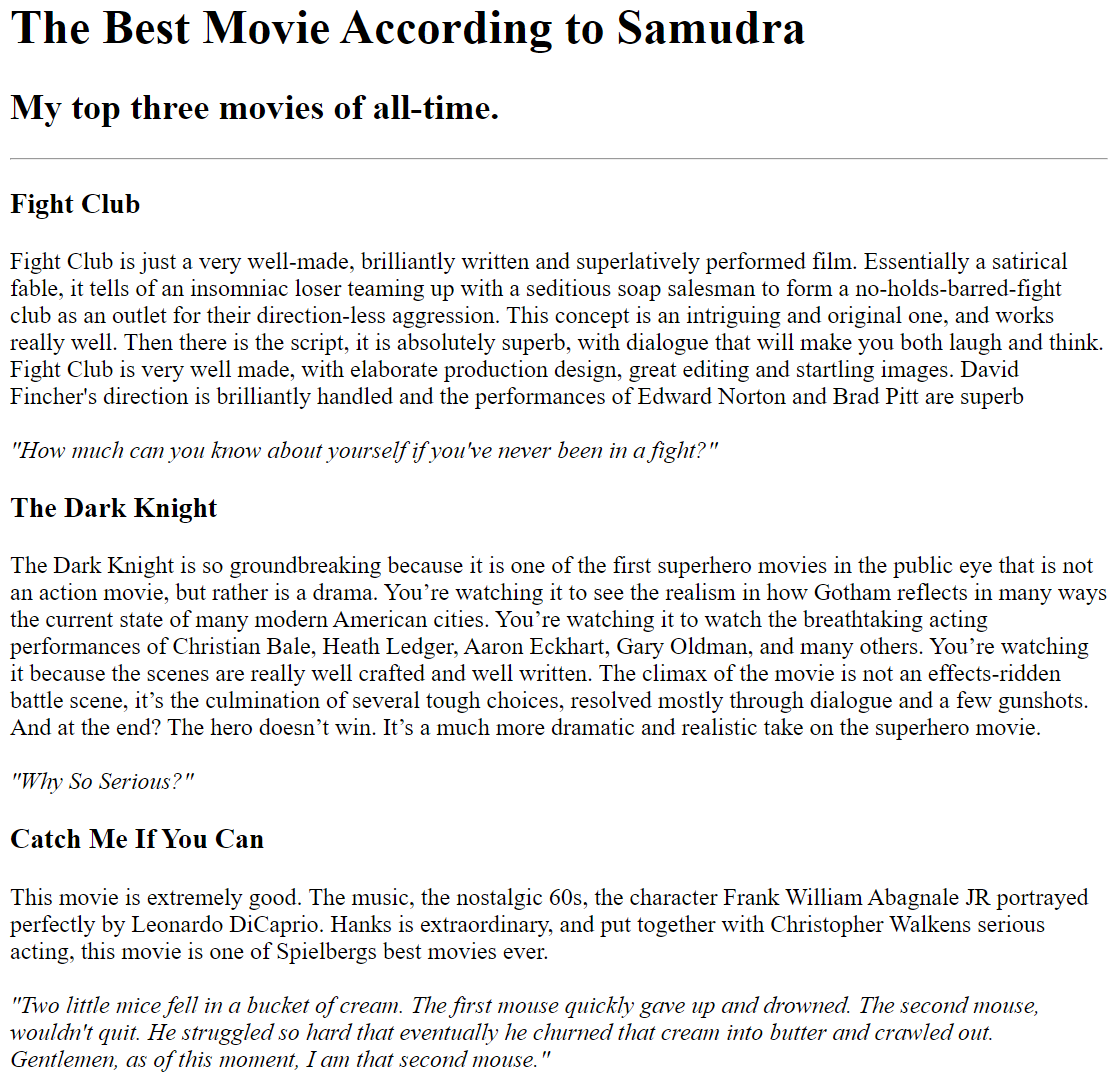 The Best Movie According to Samudra
My top three movies of all-time.
Fight Club
Fight Club is just a very well-made, brilliantly written and superlatively performed film. Essentially a satirical
fable, it tells of an insomniac loser teaming up with a seditious soap salesman to form a no-holds-barred-fight
club as an outlet for their direction-less aggression. This concept is an intriguing and original one, and works
really well. Then there is the script, it is absolutely superb, with dialogue that will make you both laugh and think.
Fight Club is very well made, with elaborate production design, great editing and startling images. David
Fincher's direction is brilliantly handled and the performances of Edward Norton and Brad Pitt are superb
"How much can you know about yourself if you've never been in a fight?"
The Dark Knight
The Dark Knight is so groundbreaking because it is one of the first superhero movies in the public eye that is not
an action movie, but rather is a drama. You’re watching it to see the realism in how Gotham reflects in many ways
the current state of many modern American cities. You’re watching it to watch the breathtaking acting
performances of Christian Bale, Heath Ledger, Aaron Eckhart, Gary Oldman, and many others. You’re watching
it because the scenes are really well crafted and well written. The climax of the movie is not an effects-ridden
battle scene, it’s the culmination of several tough choices, resolved mostly through dialogue and a few gunshots.
And at the end? The hero doesn’t win. It’s a much more dramatic and realistic take on the superhero movie.
"Why So Serious?"
Catch Me If You Can
This movie is extremely good. The music, the nostalgic 60s, the character Frank William Abagnale JR portrayed
perfectly by Leonardo DiCaprio. Hanks is extraordinary, and put together with Christopher Walkens serious
acting, this movie is one of Spielbergs best movies ever.
"Two little mice fell in a bucket of cream. The first mouse quickly gave up and drowned. The second mouse,
wouldn't quit. He struggled so hard that eventually he churned that cream into butter and crawled out.
Gentlemen, as of this moment, I am that second mouse."